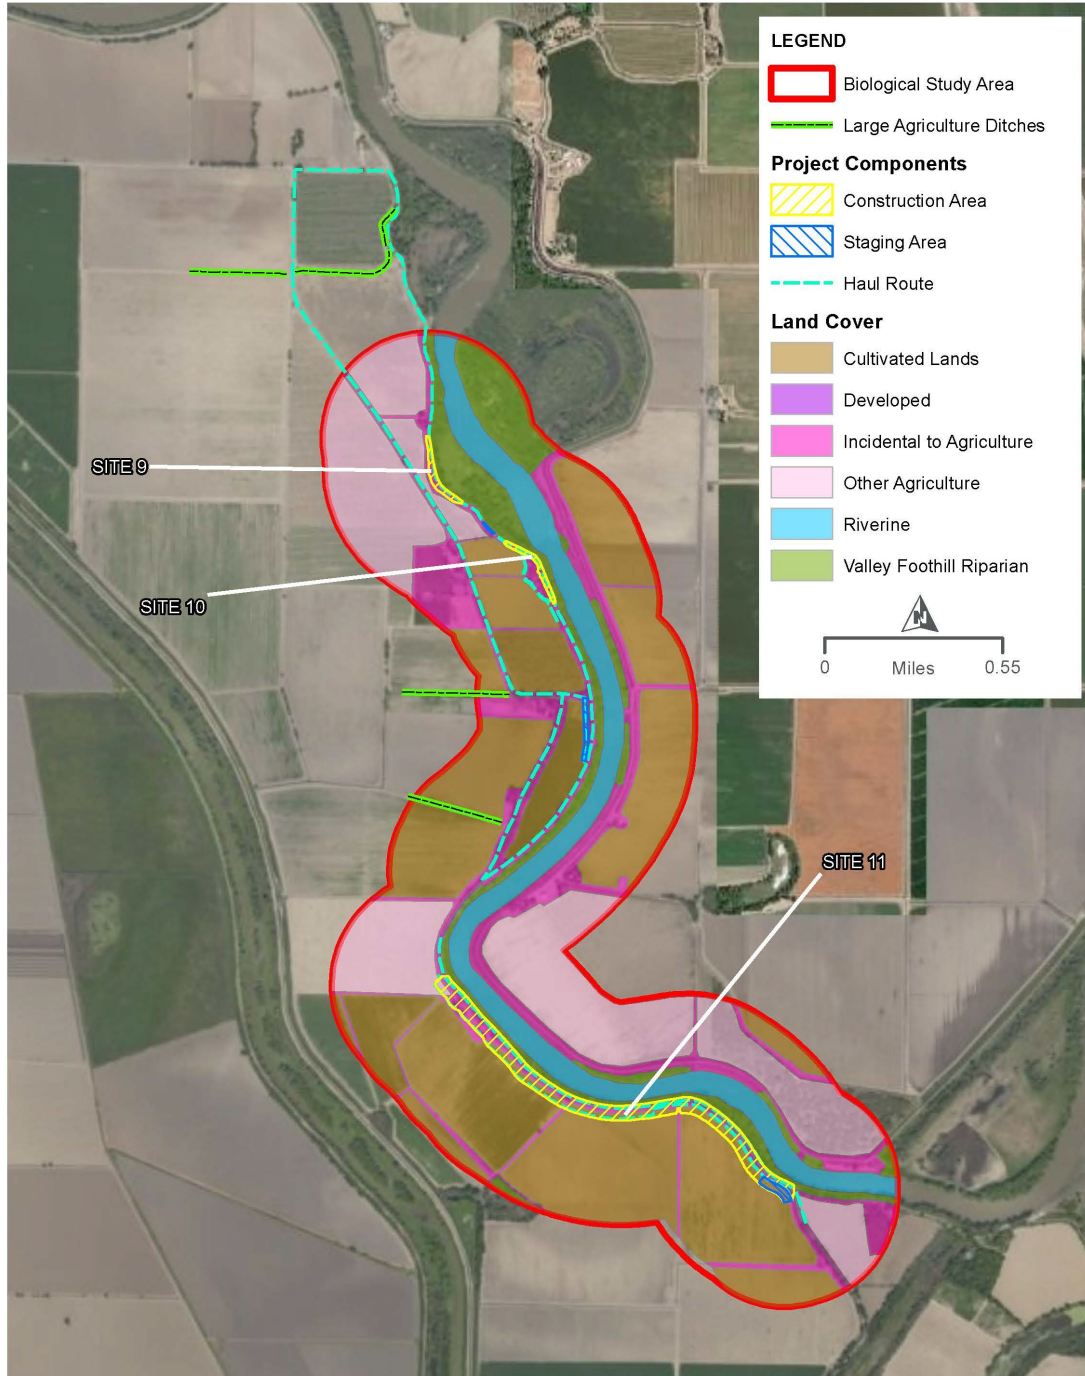 LEGEND
Biological Study Area
Large Agriculture Ditches
Project Components
Construction Area
Staging Area
Haul Route
Land Cover
Cultivated Lands
Developed
Incidental to Agriculture
Other Agriculture
Riverine
Valley Foothill Riparian
N
0 Miles 0.55
SITE 9
SITE 10
SITE 11